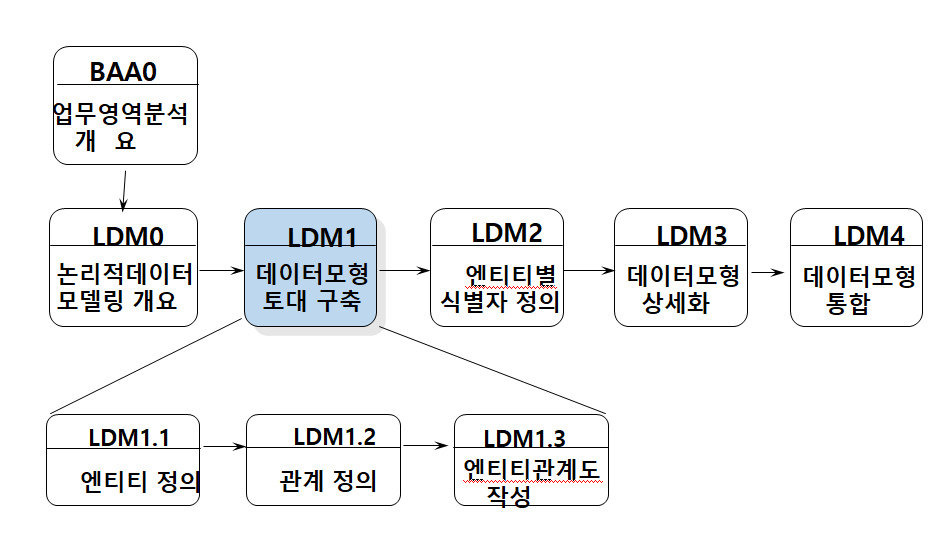 BAA0
업무영역분석
개 요
LDM0
논리적데이터
모델링 개요
LDM1
데이터모형
토대 구축
LDM2
엔티티별
식별자 정의
LDM3
데이터모형
상세화
LDM4
데이터모형
통합
LDM1.1
엔티티 정의
LDM1.2
관계 정의
LDM1.3
엔티티관계도
작성